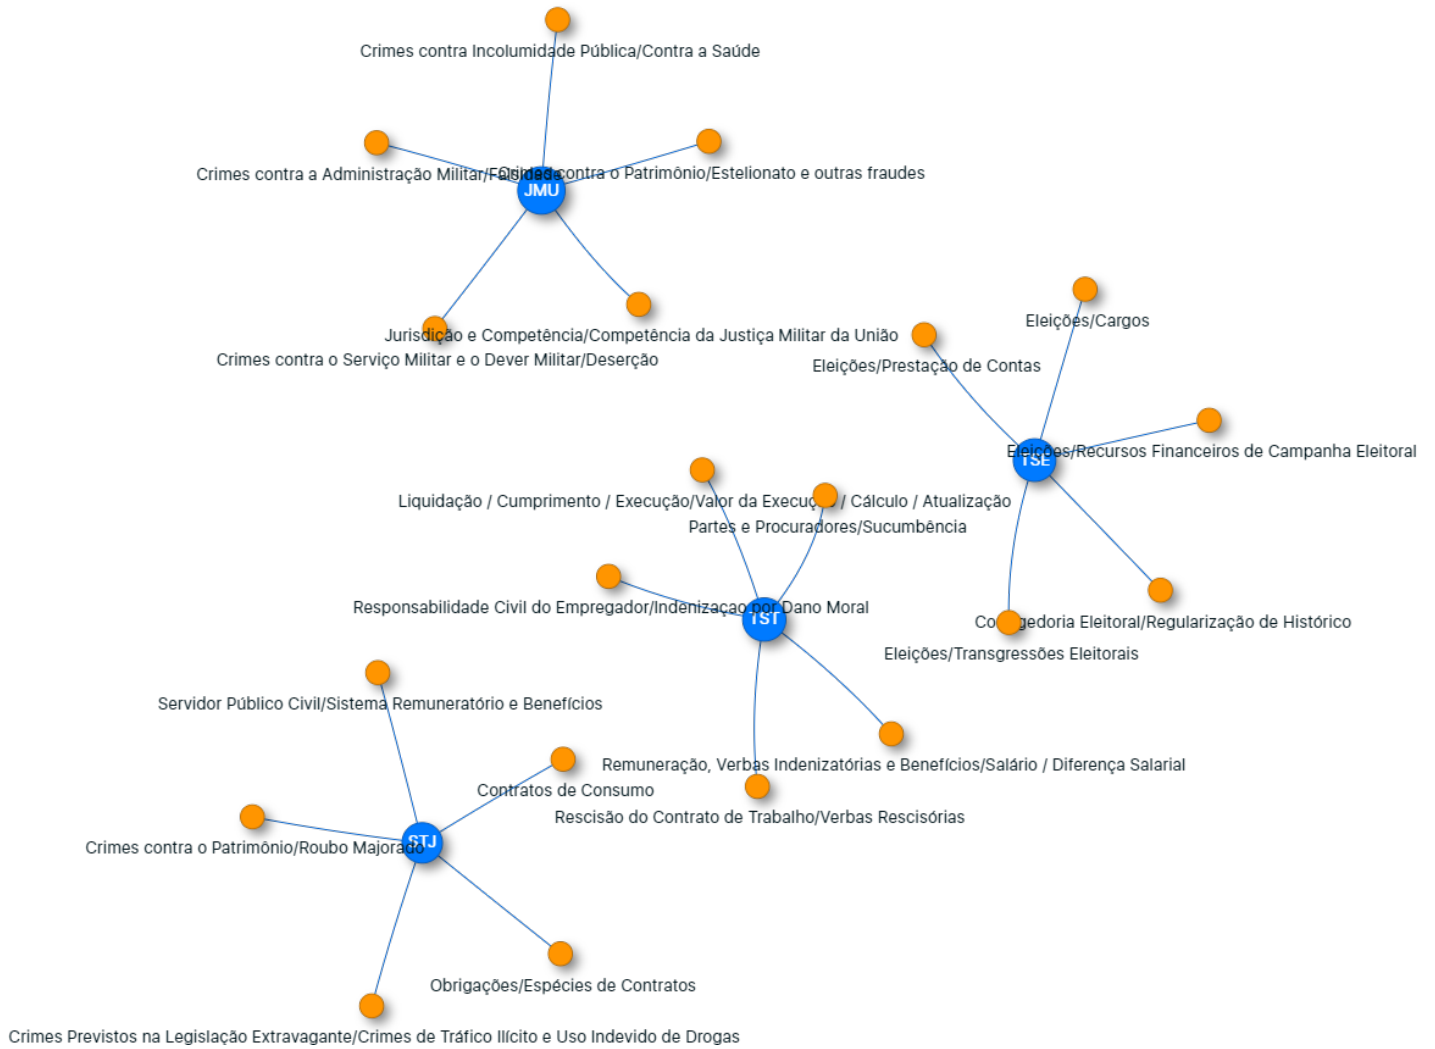 Crimes contra Incolumidade Pública/Contra a Saúde
Crimes contra a Administração Militar/Falsidade
Crimes contra o Patrimônio/Estelionato e outras fraudes
JMU
Jurisdição e Competência/Competência da Justiça Militar da União
Crimes contra o Serviço Militar e o Dever Militar/Deserção
Eleições/Cargos
Eleições/Prestação de Contas
Eleições/Recursos Financeiros de Campanha Eleitoral
TSE
Liquidação / Cumprimento / Execução/Valor da Execução / Cálculo / Atualização
Partes e Procuradores/Sucumbência
Responsabilidade Civil do Empregador/Indenização por Dano Moral
TST
Corregedoria Eleitoral/Regularização de Histórico
Eleições/Transgressões Eleitorais
Servidor Público Civil/Sistema Remuneratório e Benefícios
Remuneração, Verbas Indenizatórias e Benefícios/Salário / Diferença Salarial
Contratos de Consumo
Rescisão do Contrato de Trabalho/Verbas Rescisórias
STJ
Crimes contra o Patrimônio/Roubo Majorado
Obrigações/Espécies de Contratos
Crimes Previstos na Legislação Extravagante/Crimes de Tráfico Ilícito e Uso Indevido de Drogas